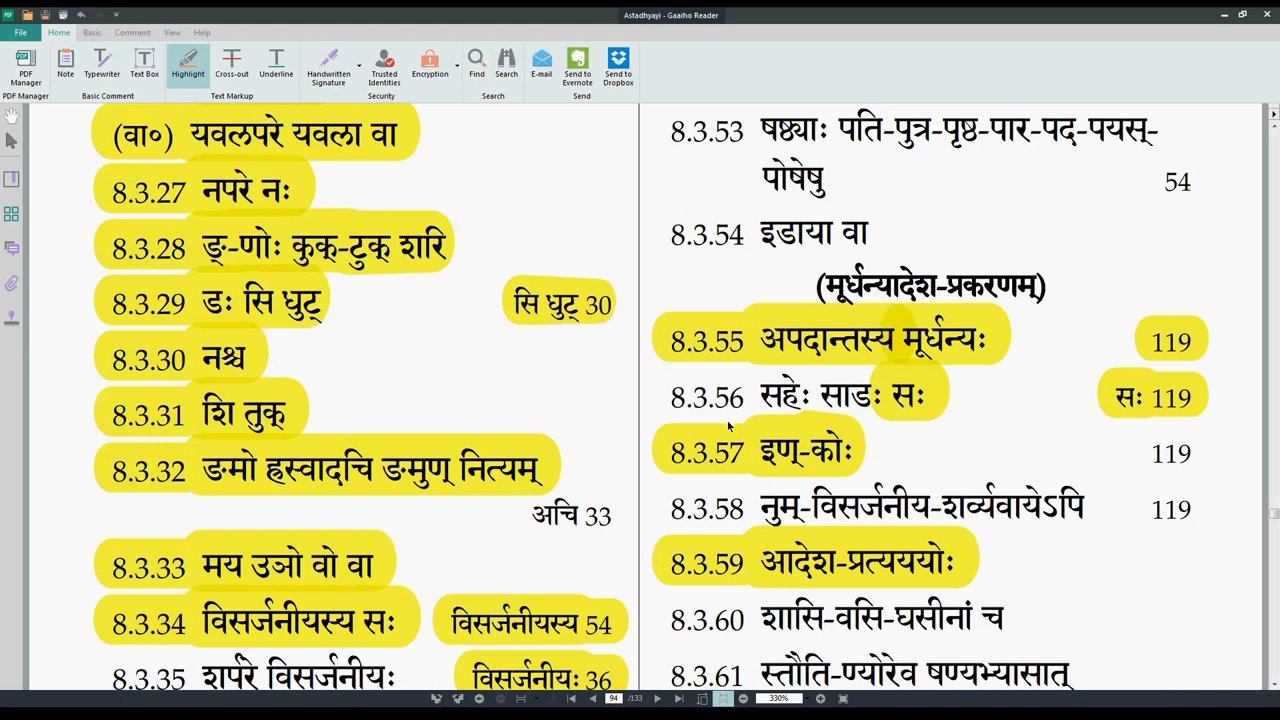 Astadhyayi - Gaaiho Reader
File Home Basic Comment View Help
PDF Manager Note Typewriter Text Box Highlight Cross-out Underline Handwritten Signature Trusted Identities Encryption Find Search E-mail Send to Evernote Send to Dropbox
PDF Manager Basic Comment Text Markup Security Search Send
(वा०) यवलपरे यवला वा
8.3.27 नपरे नः
8.3.28 ङ्-णोः कुक्-टुक् शरि
8.3.29 डः सि धुट् सि धुट् 30
8.3.30 नश्च
8.3.31 शि तुक्
8.3.32 ङमो ह्रस्वादचि ङमुण् नित्यम्
अचि 33
8.3.33 मय उञो वो वा
8.3.34 विसर्जनीयस्य सः विसर्जनीयस्य 54
8.3.35 शर्परे विसर्जनीयः विसर्जनीयः 36
8.3.53 षष्ठ्याः पति-पुत्र-पृष्ठ-पार-पद-पयस्-
पोषेषु 54
8.3.54 इडाया वा
(मूर्धन्यादेश-प्रकरणम्)
8.3.55 अपदान्तस्य मूर्धन्यः 119
8.3.56 सहेः साडः सः सः 119
8.3.57 इण्-कोः 119
8.3.58 नुम्-विसर्जनीय-शर्व्यवायेऽपि 119
8.3.59 आदेश-प्रत्यययोः
8.3.60 शासि-वसि-घसीनां च
8.3.61 स्तौति-ण्योरेव षण्यभ्यासात्
94 /133 330%